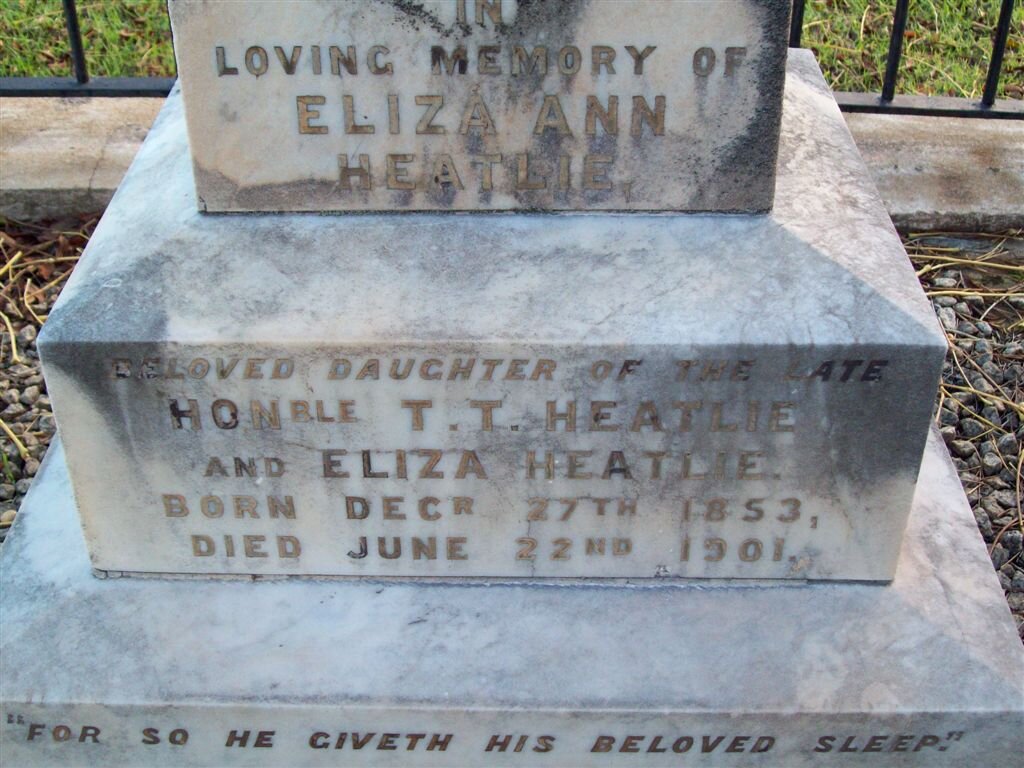 IN
LOVING MEMORY OF
ELIZA ANN
HEATLIE,
BELOVED DAUGHTER OF THE LATE
HONBLE T.T. HEATLIE
AND ELIZA HEATLIE.
BORN DECR 27TH 1853,
DIED JUNE 22ND 1901.
"FOR SO HE GIVETH HIS BELOVED SLEEP."